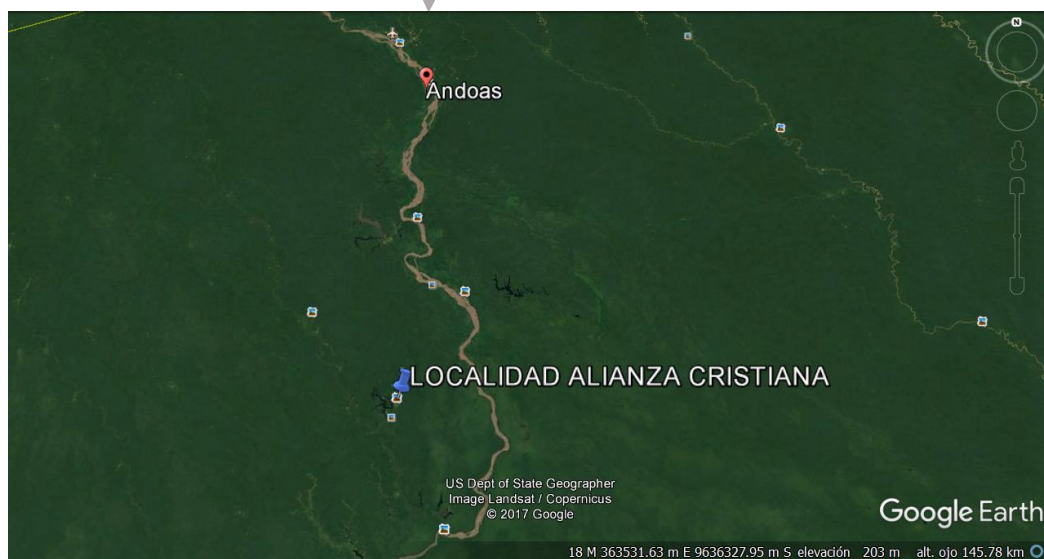 N
Andoas
LOCALIDAD ALIANZA CRISTIANA
US Dept of State Geographer
Image Landsat / Copernicus
© 2017 Google
Google Earth
18 M 363531.63 m E 9636327.95 m S elevación 203 m alt. ojo 145.78 km